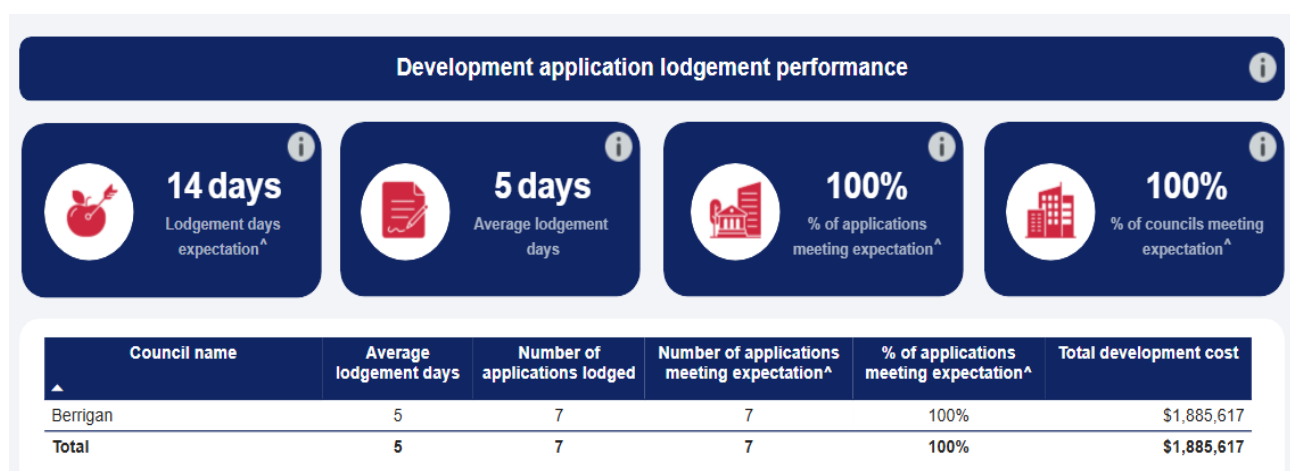 Development application lodgement performance
14 days
Lodgement days
expectation^
5 days
Average lodgement
days
100%
% of applications
meeting expectation^
100%
% of councils meeting
expectation^
Council name Average lodgement days Number of applications lodged Number of applications meeting expectation^ % of applications meeting expectation^ Total development cost
Berrigan 5 7 7 100% $1,885,617
Total 5 7 7 100% $1,885,617